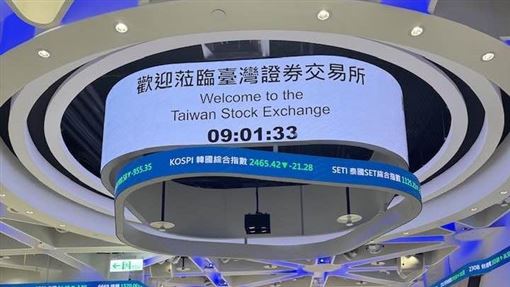 歡迎蒞臨臺灣證券交易所
Welcome to the
Taiwan Stock Exchange
09:01:33
▼-955.35
KOSPI 韓國綜合指數 2465.42▼-21.28
SETI 泰國SET綜合指數